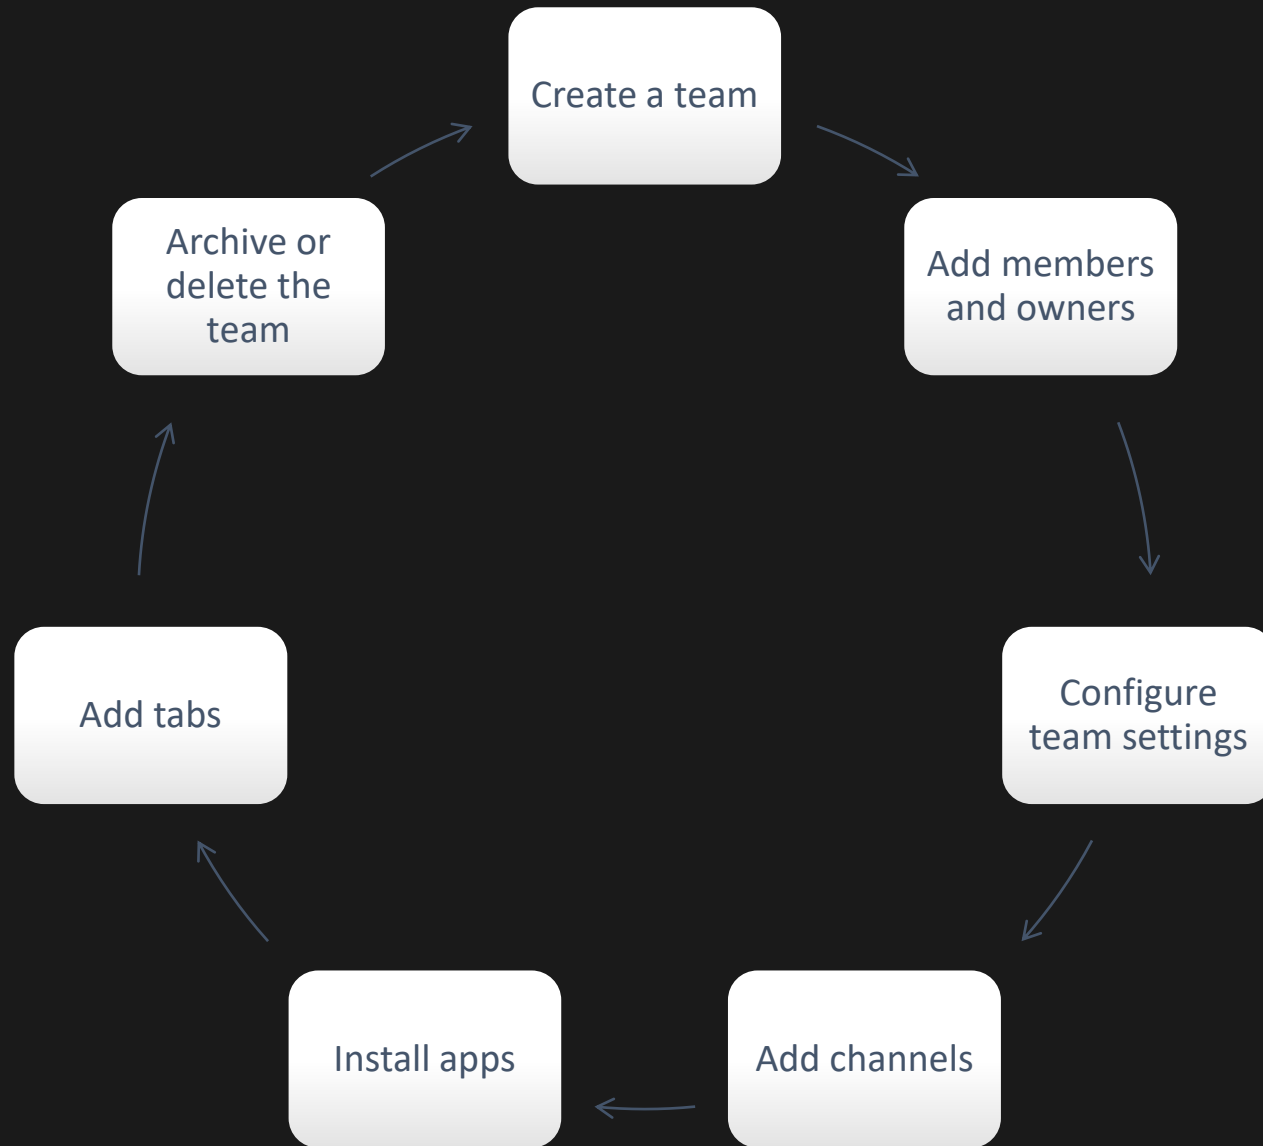 Create a team
Add members
and owners
Configure
team settings
Add channels
Install apps
Add tabs
Archive or
delete the
team